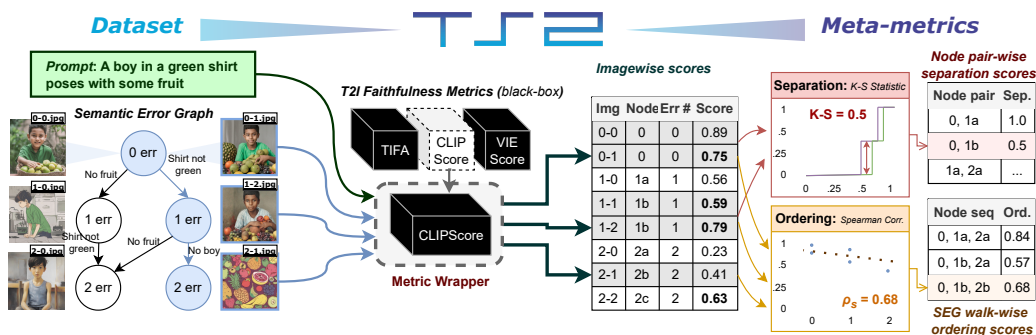 Dataset
TS2
Meta-metrics
Prompt: A boy in a green shirt
poses with some fruit
Semantic Error Graph
0-0.jpg
0-1.jpg
1-0.jpg
1-2.jpg
2-0.jpg
2-1.jpg
0 err
No fruit
Shirt not
green
1 err
1 err
Shirt not
green
No fruit
No boy
2 err
2 err
T2I Faithfulness Metrics (black-box)
TIFA
CLIP
Score
VIE
Score
CLIPScore
Metric Wrapper
Imagewise scores
Img Node Err # Score
0-0 0 0 0.89
0-1 0 0 0.75
1-0 1a 1 0.56
1-1 1b 1 0.59
1-2 1b 1 0.79
2-0 2a 2 0.23
2-1 2b 2 0.41
2-2 2c 2 0.63
Separation: K-S Statistic
K-S = 0.5
1
.75
.25
0
0 .5 1
Ordering: Spearman Corr.
1
.5
0
ρs = 0.68
0 1 2
Node pair-wise
separation scores
Node pair Sep.
0, 1a 1.0
0, 1b 0.5
1a, 2a ...
Node seq Ord.
0, 1a, 2a 0.84
0, 1b, 2a 0.57
0, 1b, 2b 0.68
SEG walk-wise
ordering scores